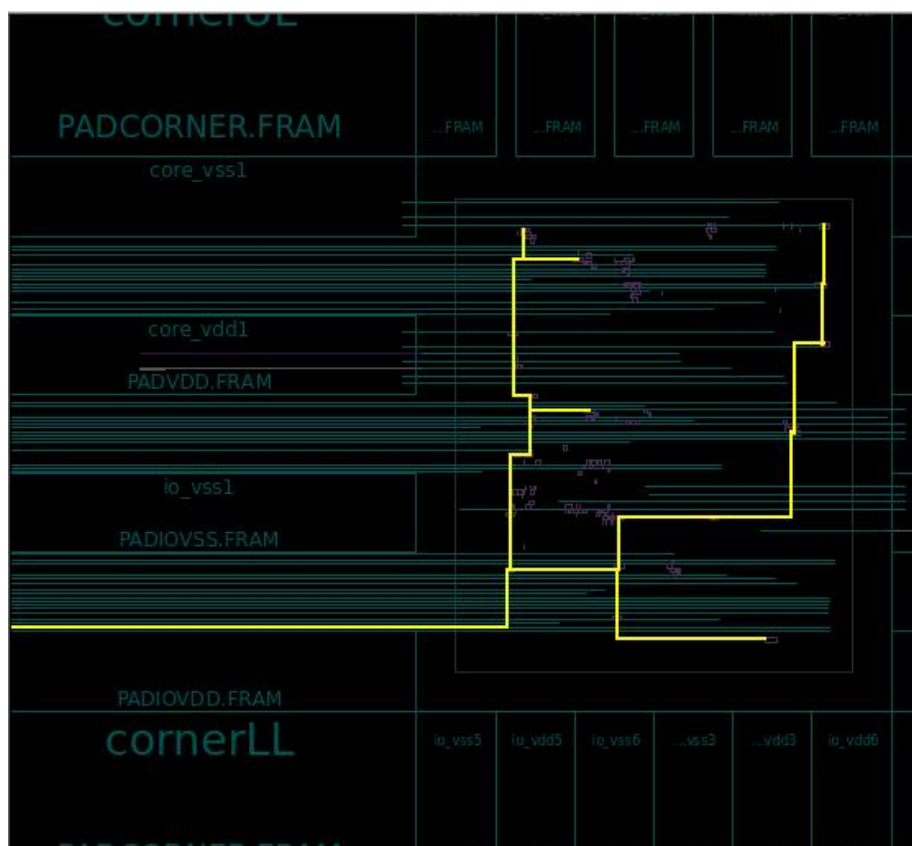 PADCORNER.FRAM
...FRAM ...FRAM ...FRAM ...FRAM ...FRAM
core_vss1
core_vdd1
PADVDD.FRAM
io_vss1
PADIOVSS.FRAM
PADIOVDD.FRAM
cornerLL
io_vss5 io_vdd5 io_vss6 ...vss3 ...vdd3 io_vdd6